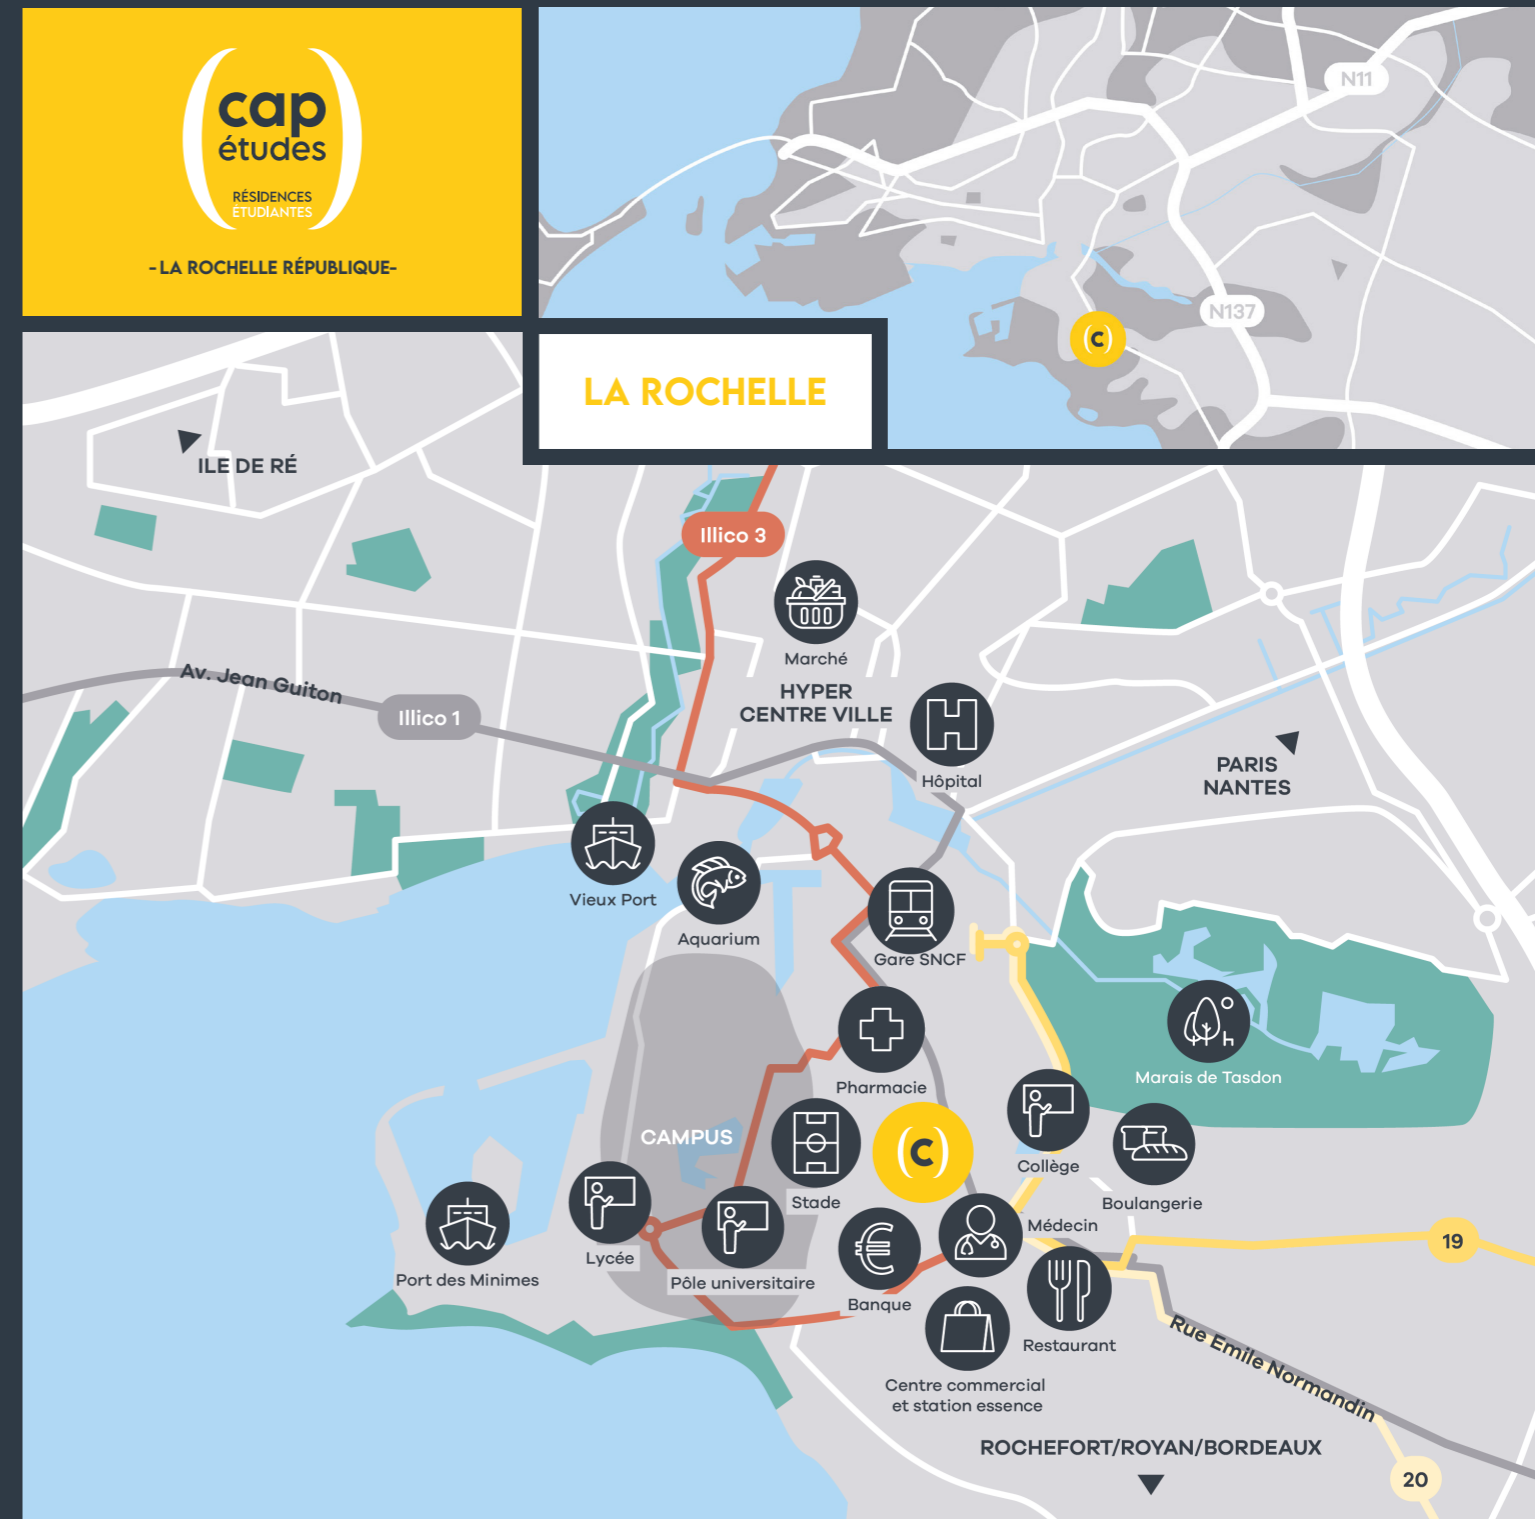 cap
études
RÉSIDENCES
ÉTUDIANTES
- LA ROCHELLE RÉPUBLIQUE-
N11
N137
(c)
LA ROCHELLE
ILE DE RÉ
Illico 3
Marché
Av. Jean Guiton
Illico 1
HYPER
CENTRE VILLE
Hôpital
PARIS
NANTES
Vieux Port
Aquarium
Gare SNCF
Marais de Tasdon
Pharmacie
CAMPUS
(c)
Collège
Stade
Boulangerie
Médecin
Lycée
19
Port des Minimes
Pôle universitaire
Banque
Restaurant
Rue Emile Normandin
Centre commercial
et station essence
ROCHEFORT/ROYAN/BORDEAUX
20